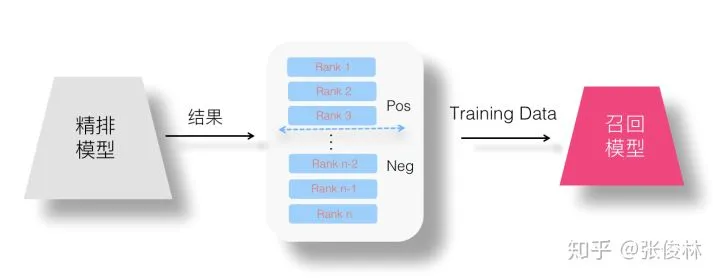 精排
模型
结果
Rank 1
Rank 2
Rank 3
Pos
⋮
Rank n-2
Neg
Rank n-1
Rank n
Training Data
召回
模型
知乎 @张俊林